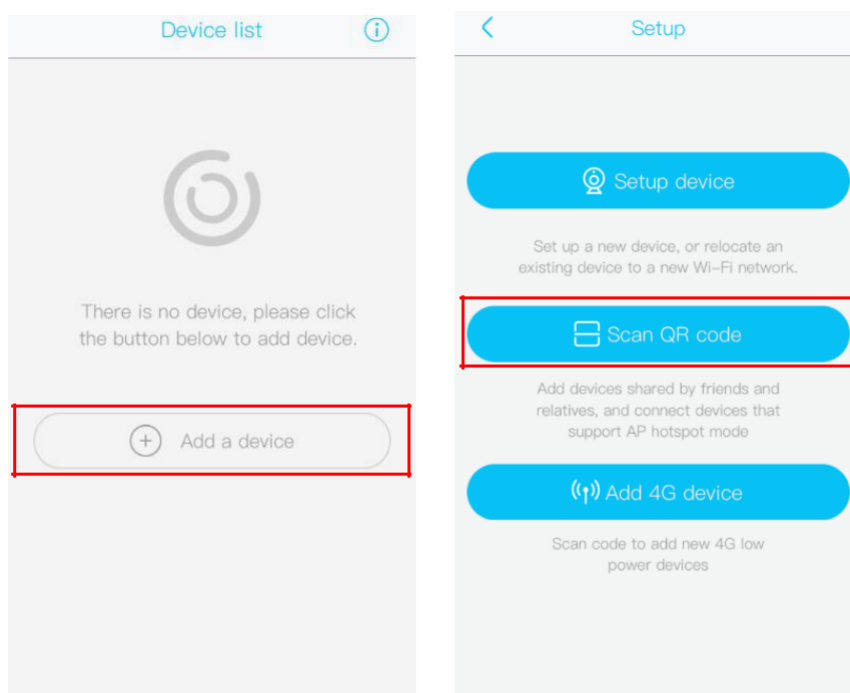 Device list
There is no device, please click
the button below to add device.
Add a device
Setup
Setup device
Set up a new device, or relocate an
existing device to a new Wi-Fi network.
Scan QR code
Add devices shared by friends and
relatives, and connect devices that
support AP hotspot mode
Add 4G device
Scan code to add new 4G low
power devices